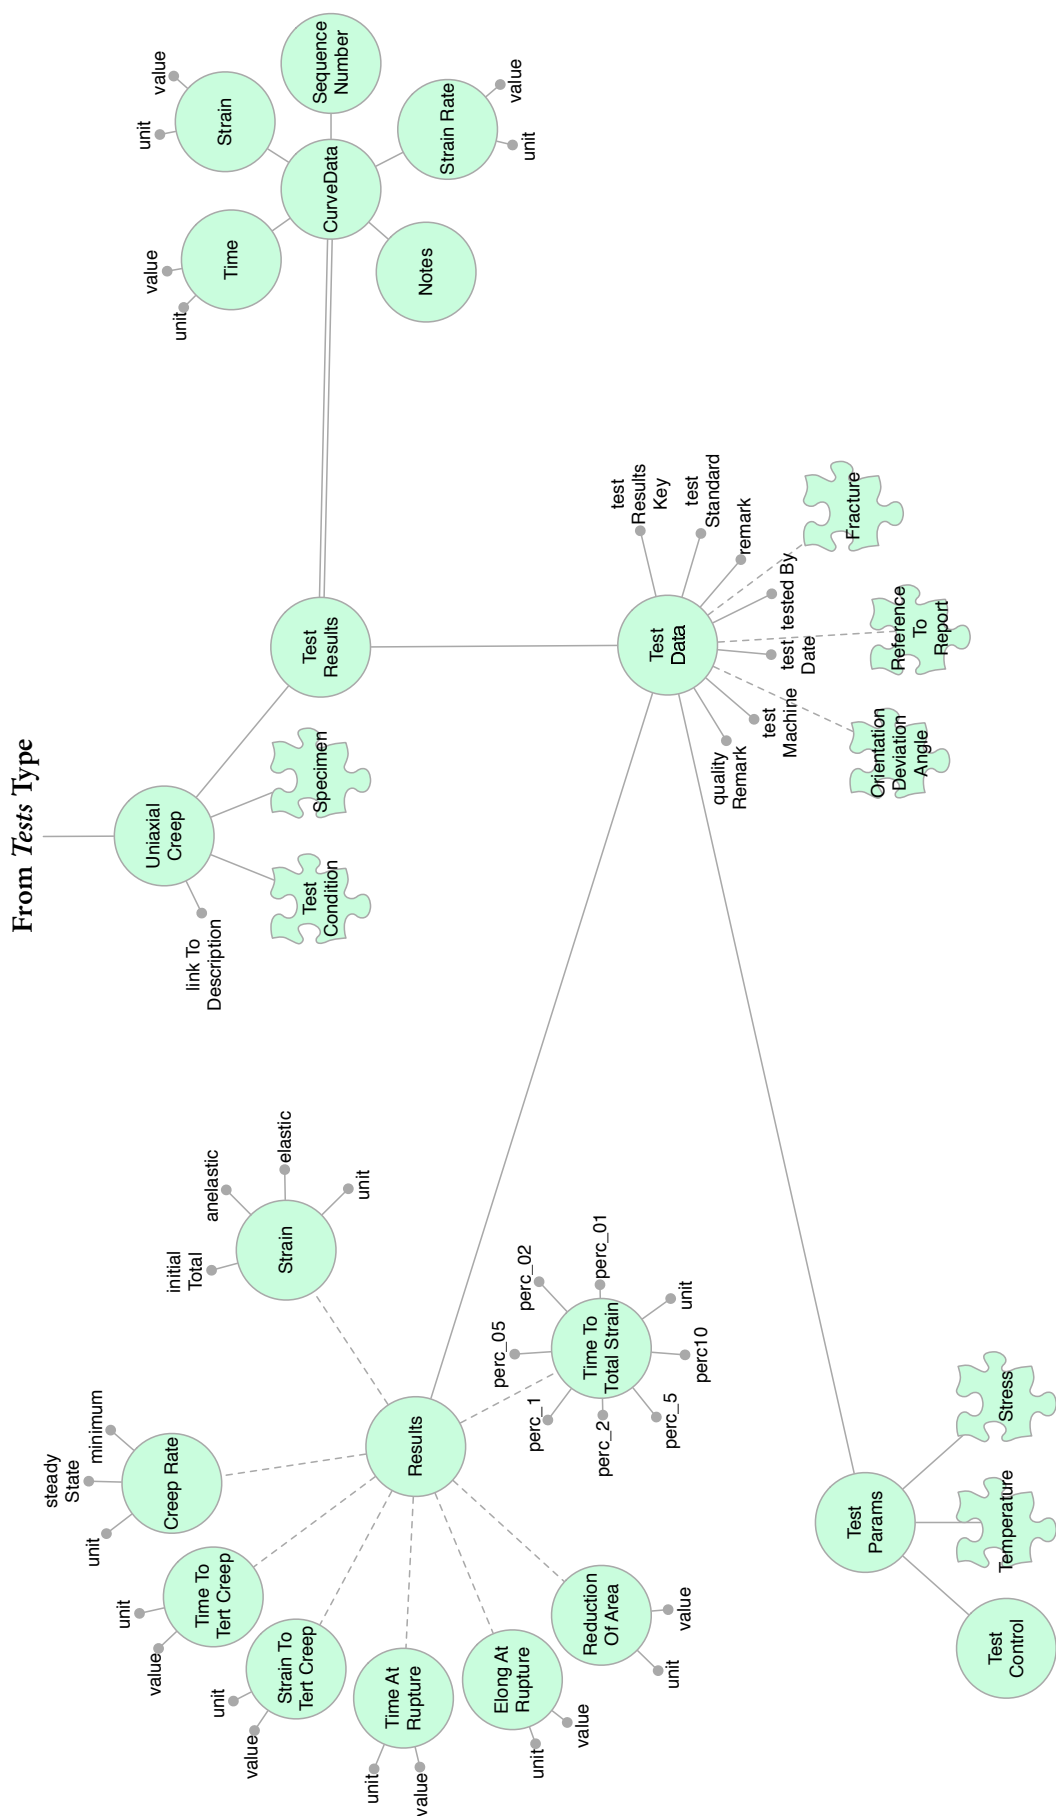 From Tests Type
Uniaxial
Creep
link To
Description
Test
Condition
Specimen
Test
Results
CurveData
Time
unit
value
Strain
unit
value
Sequence
Number
Strain Rate
unit
value
Notes
Test
Data
quality
Remark
test
Machine
test
Date
tested By
remark
test
Standard
test
Results
Key
Orientation
Deviation
Angle
Reference
To
Report
Fracture
Results
Strain
initial
Total
anelastic
elastic
unit
Creep Rate
unit
steady
State
minimum
Time To
Tert Creep
value
unit
Strain To
Tert Creep
value
unit
Time At
Rupture
unit
value
Elong At
Rupture
unit
value
Reduction
Of Area
unit
value
Time To
Total Strain
perc_1
perc_05
perc_02
perc_01
unit
perc10
perc_5
perc_2
Test
Params
Test
Control
Temperature
Stress